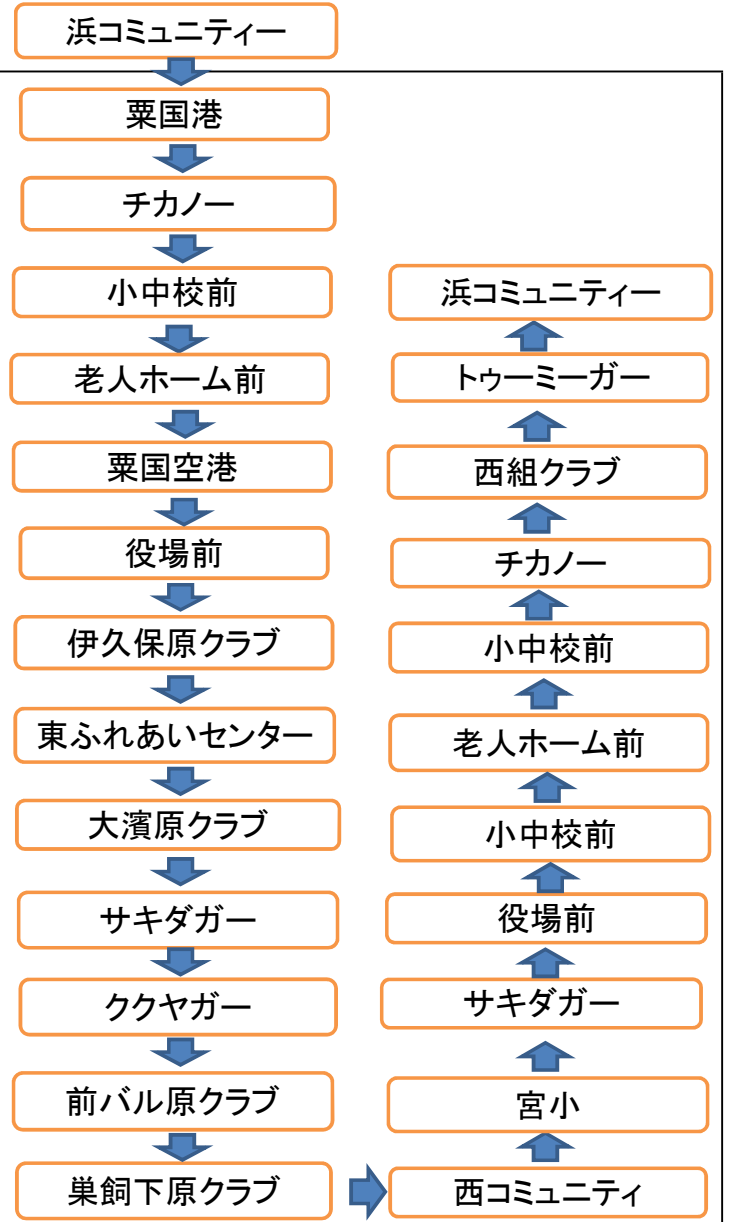 浜コミュニティー
粟国港
チカノー
小中校前
老人ホーム前
粟国空港
役場前
伊久保原クラブ
東ふれあいセンター
大濱原クラブ
サキダガー
ククヤガー
前バル原クラブ
巣飼下原クラブ
西コミュニティ
宮小
サキダガー
役場前
小中校前
老人ホーム前
小中校前
チカノー
西組クラブ
トゥーミーガー
浜コミュニティー